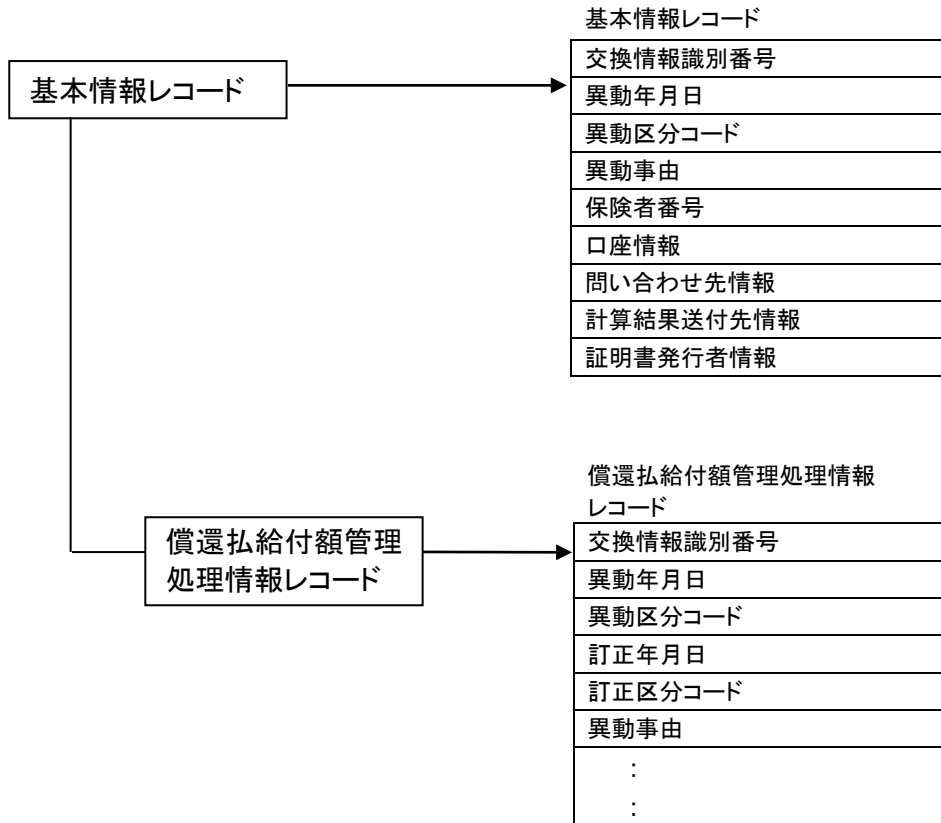 基本情報レコード
基本情報レコード
交換情報識別番号
異動年月日
異動区分コード
異動事由
保険者番号
口座情報
問い合わせ先情報
計算結果送付先情報
証明書発行者情報
償還払給付額管理
処理情報レコード
償還払給付額管理処理情報
レコード
交換情報識別番号
異動年月日
異動区分コード
訂正年月日
訂正区分コード
異動事由
:
: